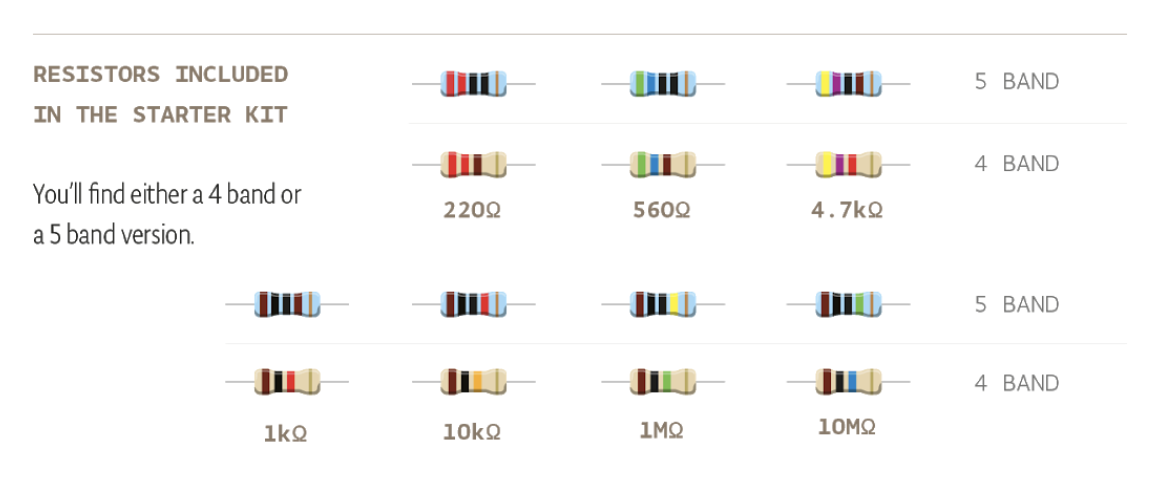 RESISTORS INCLUDED
IN THE STARTER KIT
5 BAND
4 BAND
You'll find either a 4 band or
a 5 band version.
220Ω
560Ω
4.7kΩ
5 BAND
4 BAND
1kΩ
10kΩ
1MΩ
10MΩ